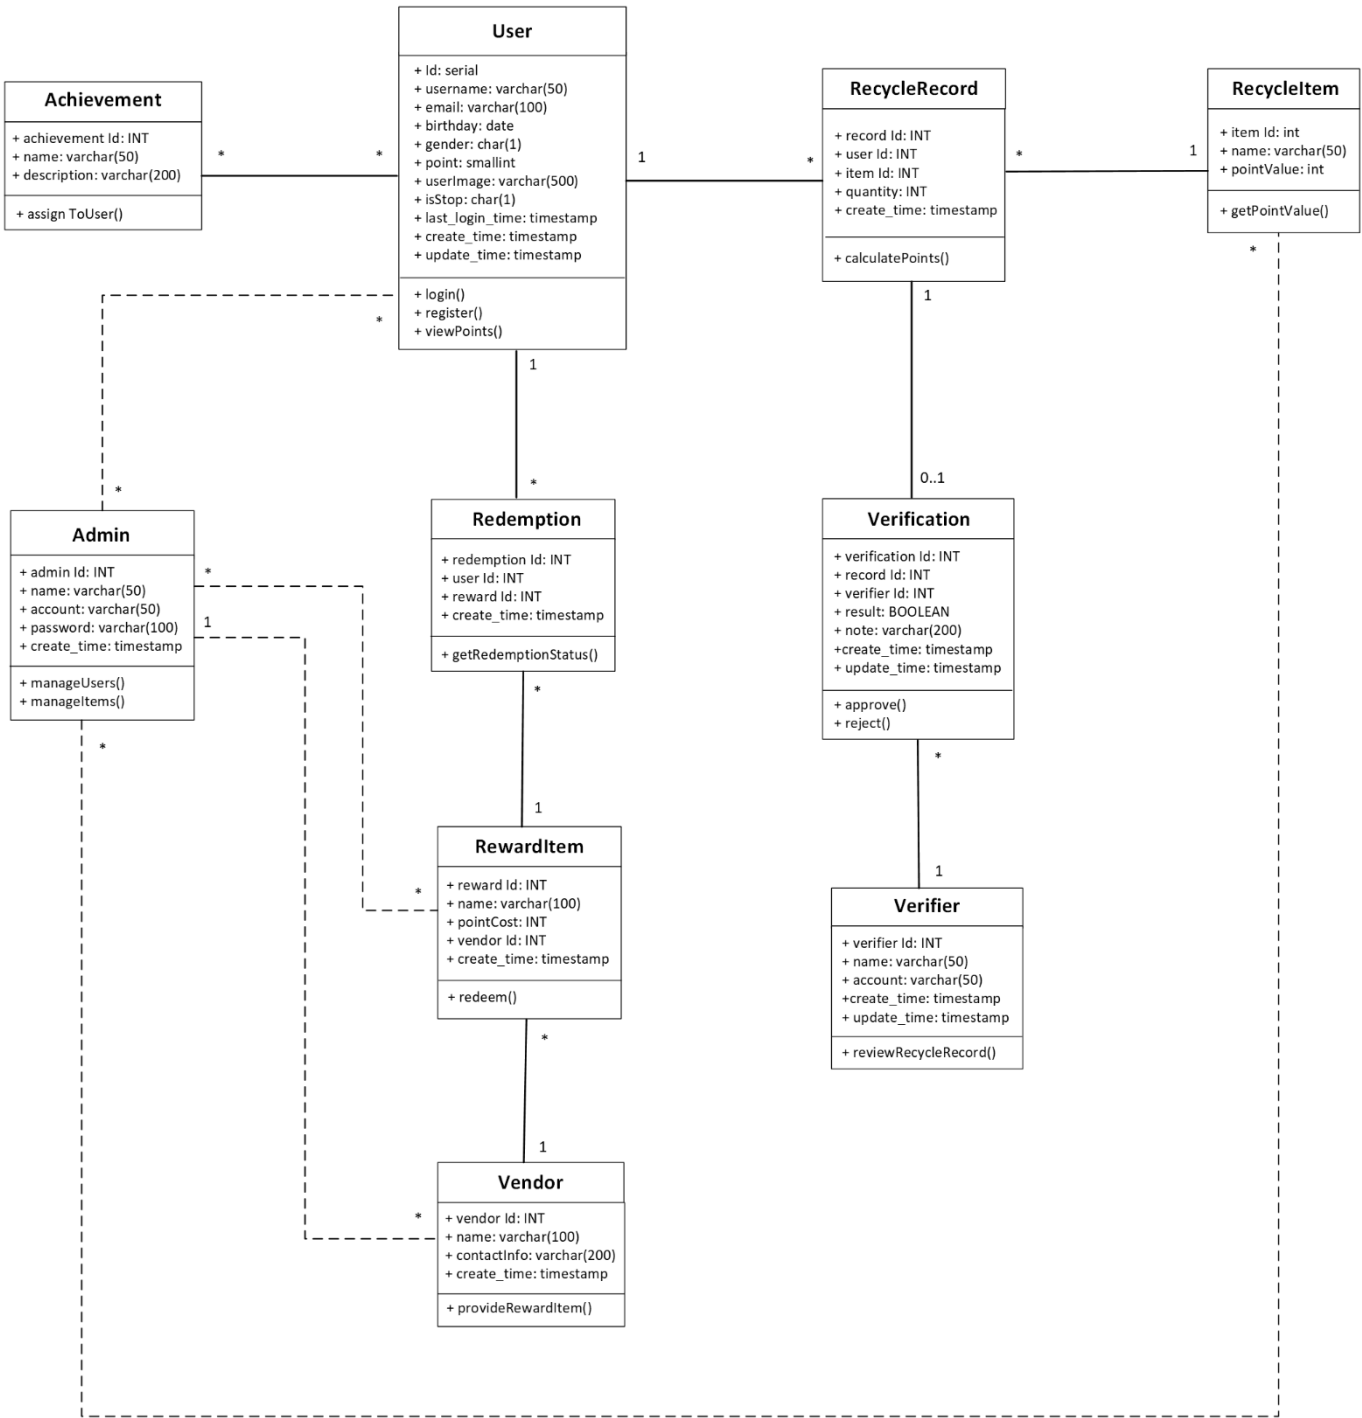 User
+ Id: serial
+ username: varchar(50)
+ email: varchar(100)
+ birthday: date
+ gender: char(1)
+ point: smallint
+ userImage: varchar(500)
+ isStop: char(1)
+ last_login_time: timestamp
+ create_time: timestamp
+ update_time: timestamp
+ login()
+ register()
+ viewPoints()
Achievement
+ achievement Id: INT
+ name: varchar(50)
+ description: varchar(200)
+ assign ToUser()
*
*
1
*
RecycleRecord
+ record Id: INT
+ user Id: INT
+ item Id: INT
+ quantity: INT
+ create_time: timestamp
+ calculatePoints()
*
1
RecycleItem
+ item Id: int
+ name: varchar(50)
+ pointValue: int
+ getPointValue()
*
*
*
1
*
1
0..1
Admin
+ admin Id: INT
+ name: varchar(50)
+ account: varchar(50)
+ password: varchar(100)
+ create_time: timestamp
+ manageUsers()
+ manageItems()
*
1
*
Redemption
+ redemption Id: INT
+ user Id: INT
+ reward Id: INT
+ create_time: timestamp
+ getRedemptionStatus()
*
1
Verification
+ verification Id: INT
+ record Id: INT
+ verifier Id: INT
+ result: BOOLEAN
+ note: varchar(200)
+create_time: timestamp
+ update_time: timestamp
+ approve()
+ reject()
*
1
*
RewardItem
+ reward Id: INT
+ name: varchar(100)
+ pointCost: INT
+ vendor Id: INT
+ create_time: timestamp
+ redeem()
*
1
Verifier
+ verifier Id: INT
+ name: varchar(50)
+ account: varchar(50)
+create_time: timestamp
+ update_time: timestamp
+ reviewRecycleRecord()
*
Vendor
+ vendor Id: INT
+ name: varchar(100)
+ contactInfo: varchar(200)
+ create_time: timestamp
+ provideRewardItem()